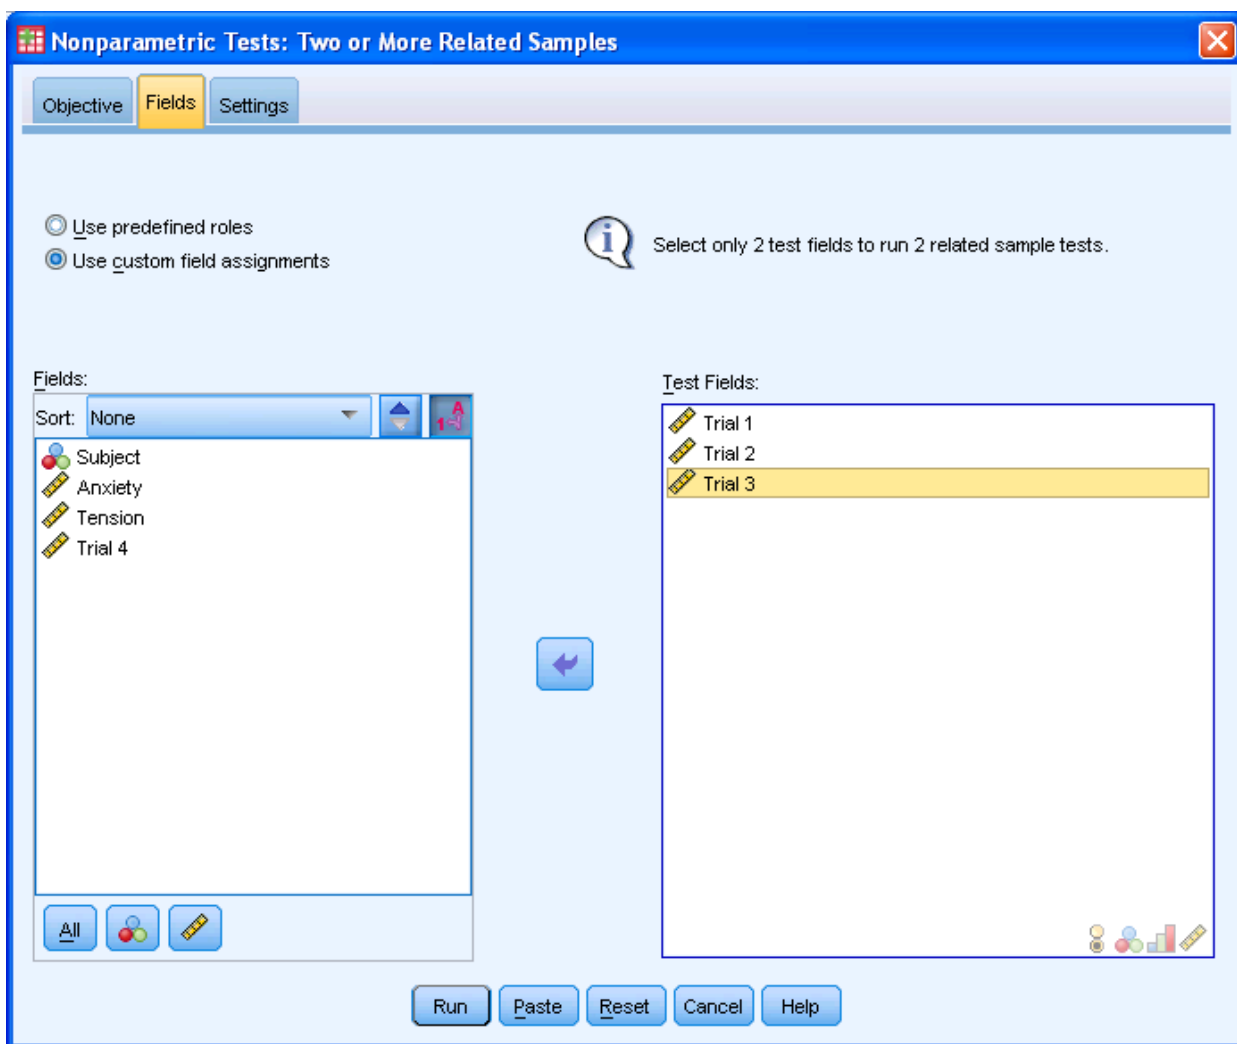 Nonparametric Tests: Two or More Related Samples
Objective Fields Settings
Use predefined roles
Use custom field assignments
Select only 2 test fields to run 2 related sample tests.
Fields:
Sort: None
Subject
Anxiety
Tension
Trial 4
All
Test Fields:
Trial 1
Trial 2
Trial 3
Run Paste Reset Cancel Help